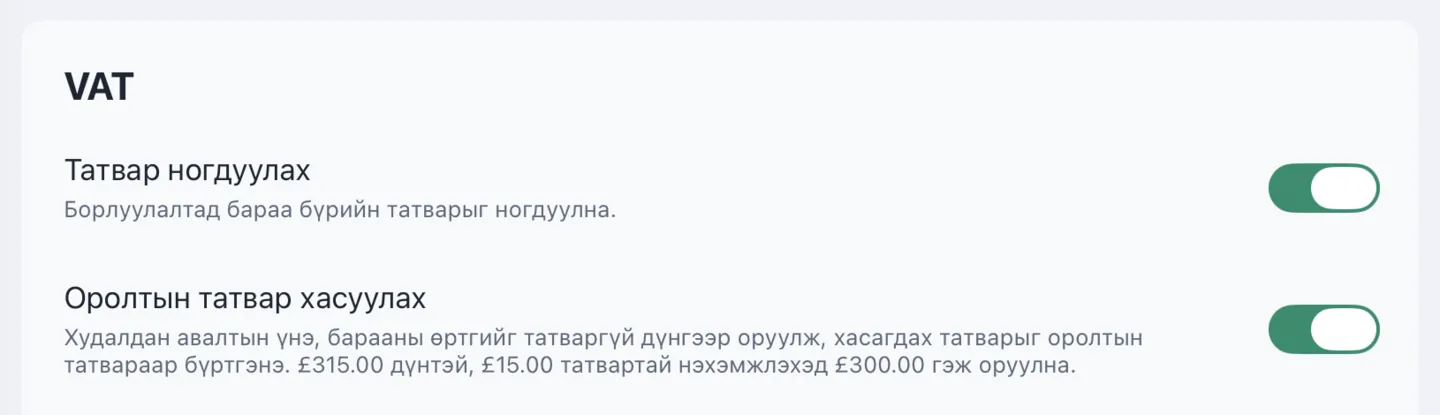 VAT
Татвар ногдуулах
Борлуулалтад бараа бүрийн татварыг ногдуулна.
Оролтын татвар хасуулах
Худалдан авалтын үнэ, барааны өртгийг татваргүй дүнгээр оруулж, хасагдах татварыг оролтын
татвараар бүртгэнэ. £315.00 дүнтэй, £15.00 татвартай нэхэмжлэхэд £300.00 гэж оруулна.